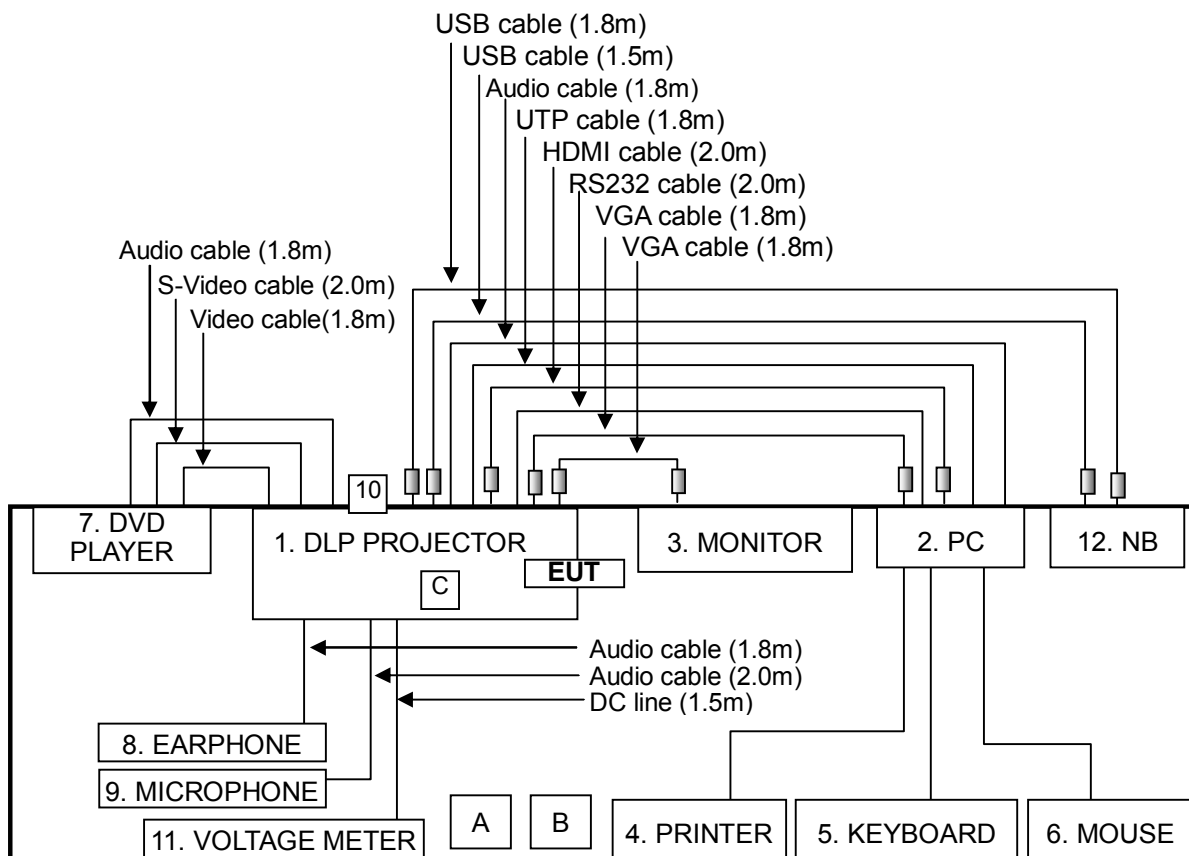 USB cable (1.8m)
USB cable (1.5m)
Audio cable (1.8m)
UTP cable (1.8m)
HDMI cable (2.0m)
RS232 cable (2.0m)
VGA cable (1.8m)
VGA cable (1.8m)
Audio cable (1.8m)
S-Video cable (2.0m)
Video cable(1.8m)
10
7. DVD
PLAYER
1. DLP PROJECTOR
3. MONITOR
2. PC
12. NB
EUT
C
Audio cable (1.8m)
Audio cable (2.0m)
DC line (1.5m)
8. EARPHONE
9. MICROPHONE
11. VOLTAGE METER
A
B
4. PRINTER
5. KEYBOARD
6. MOUSE